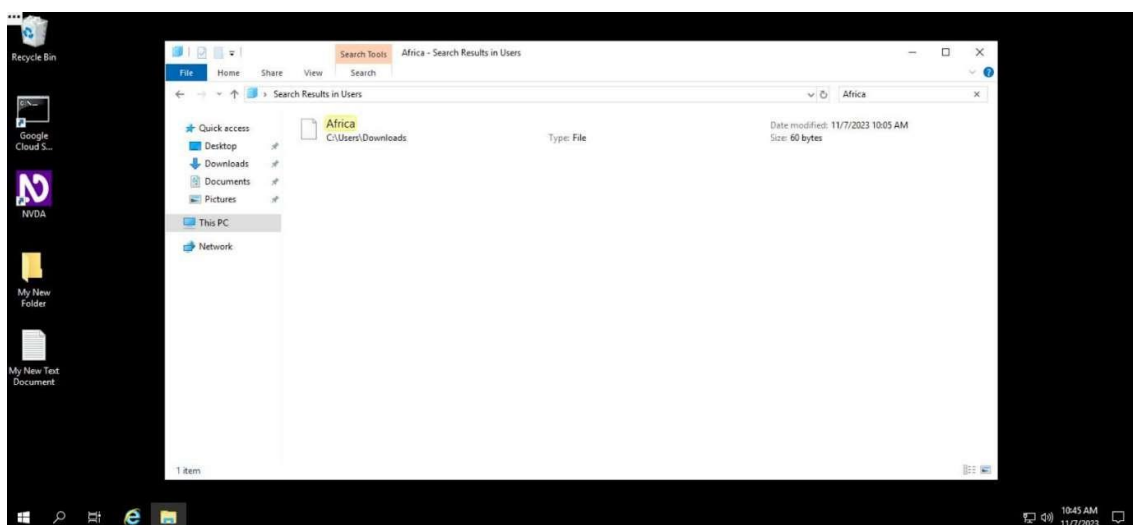 Recycle Bin
Google
Cloud S...
NVDA
My New
Folder
My New Text
Document
Search Tools
Africa - Search Results in Users
File
Home
Share
View
Search
Search Results in Users
Africa
Quick access
Desktop
Downloads
Documents
Pictures
This PC
Network
Africa
C:\Users\Downloads
Type: File
Date modified: 11/7/2023 10:05 AM
Size: 60 bytes
1 item
10:45 AM
11/7/2023